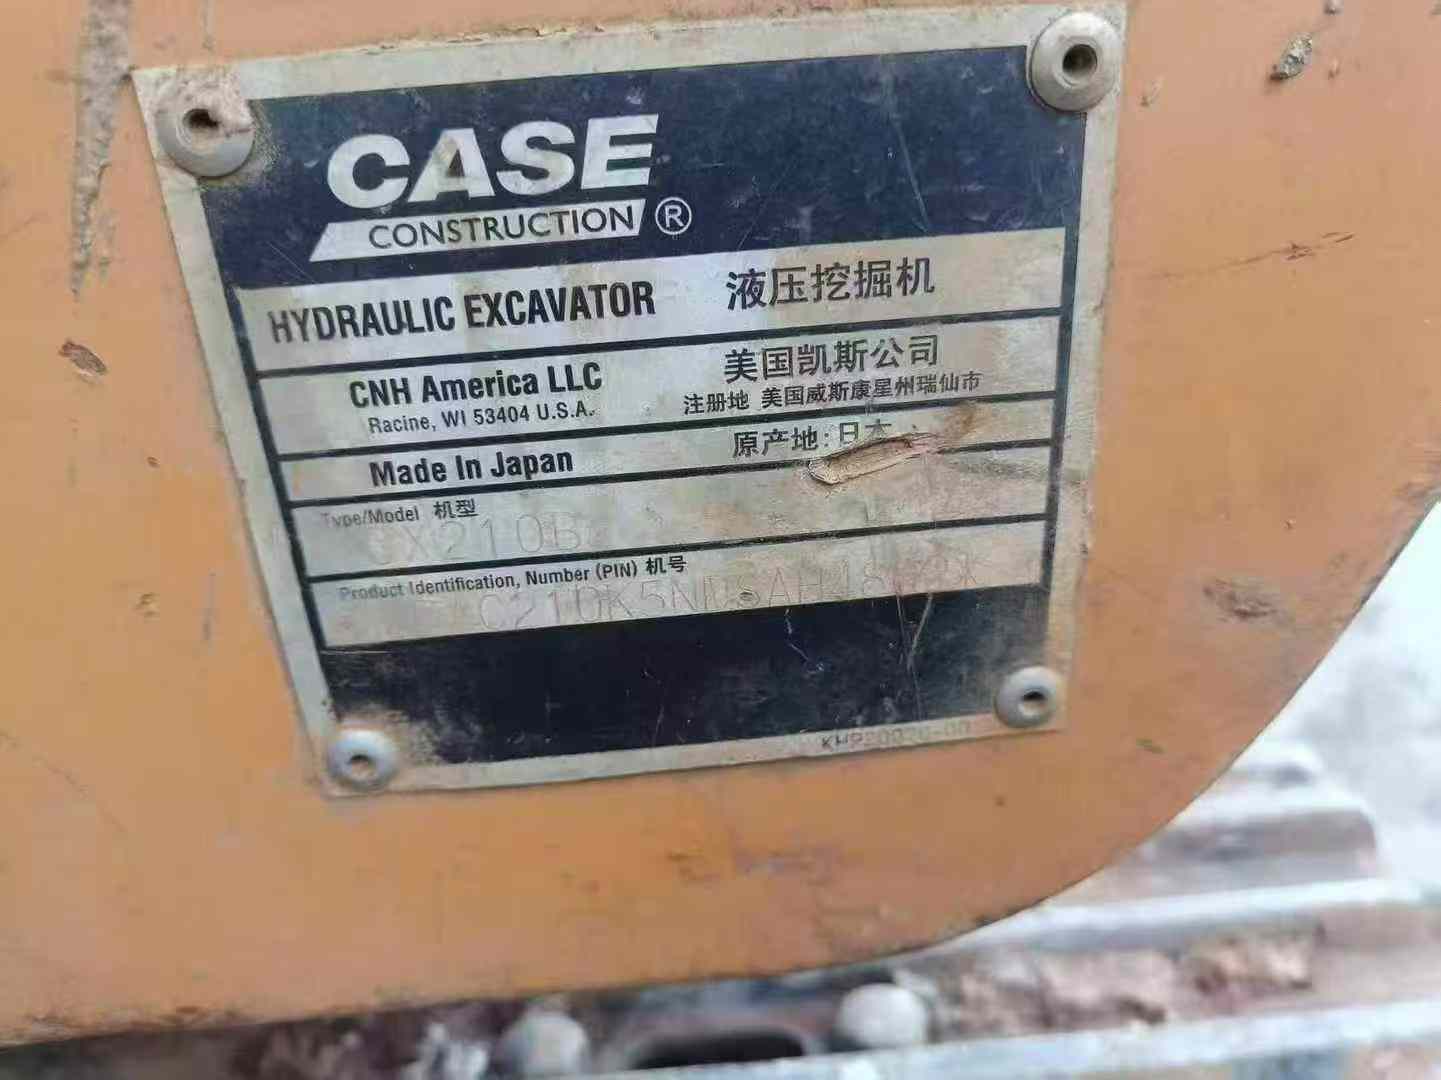 CASE
CONSTRUCTION ®
HYDRAULIC EXCAVATOR 液压挖掘机
CNH America LLC 美国凯斯公司
Racine, WI 53404 U.S.A. 注册地 美国威斯康星州瑞仙市
Made In Japan 原产地:日本
Type/Model 机型
CX210B
Product Identification, Number (PIN) 机号